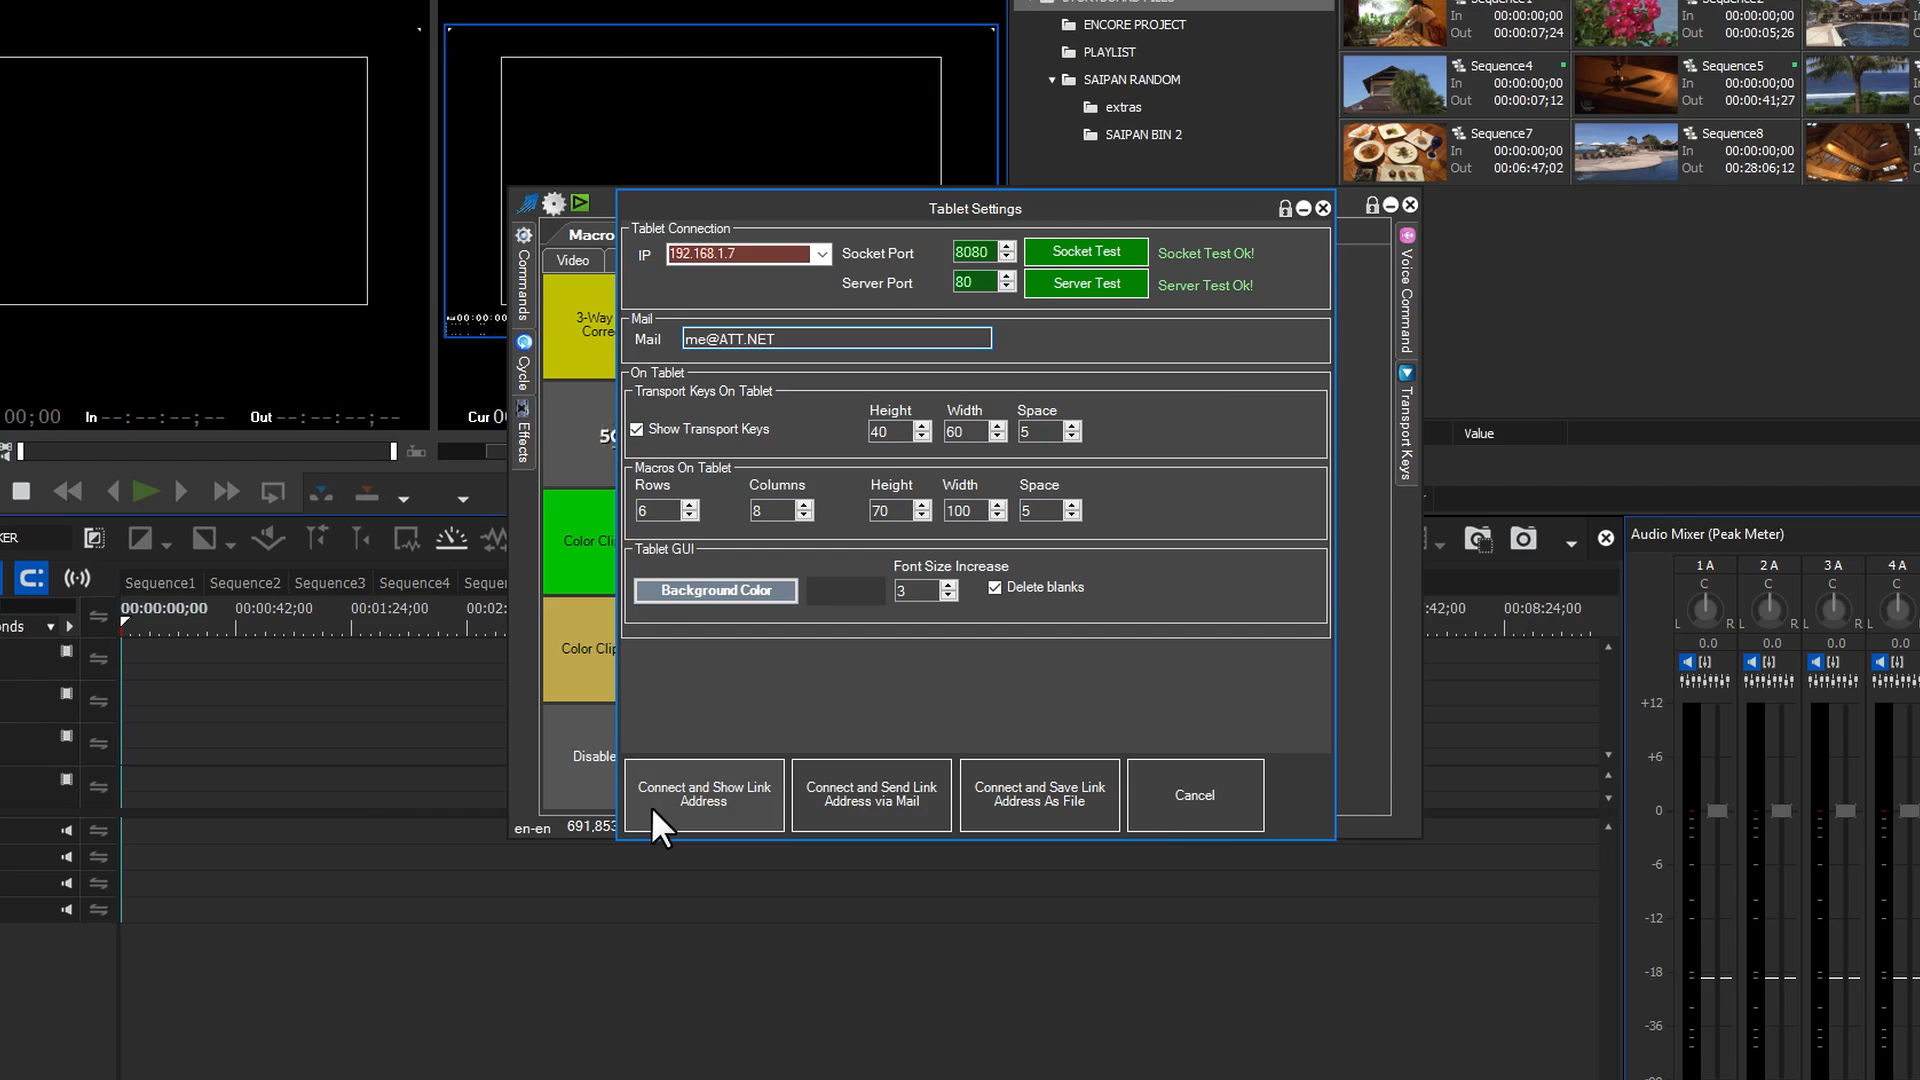 ENCORE PROJECT
PLAYLIST
SAIPAN RANDOM
extras
SAIPAN BIN 2
In 00:00:00;00
Out 00:00:07;24
In 00:00:00;00
Out 00:00:05;26
Sequence4
In 00:00:00;00
Out 00:00:07;12
Sequence5
In 00:00:00;00
Out 00:00:41;27
Sequence7
In 00:00:00;00
Out 00:06:47;02
Sequence8
In 00:00:00;00
Out 00:28:06;12
Tablet Settings
Tablet Connection
IP 192.168.1.7 Socket Port 8080 Socket Test Socket Test Ok!
Server Port 80 Server Test Server Test Ok!
Mail
Mail me@ATT.NET
On Tablet
Transport Keys On Tablet
Height Width Space
Show Transport Keys 40 60 5
Macros On Tablet
Rows Columns Height Width Space
6 8 70 100 5
Tablet GUI
Font Size Increase
Background Color 3 Delete blanks
Connect and Show Link Address
Connect and Send Link Address via Mail
Connect and Save Link Address As File
Cancel
Macro
Video
Commands
Cycle
Effects
3-Way
Corre
Color Clip
Color Clip
Disable
en-en 691,853
Voice Command
Transport Keys
00;00 In --:--:--;-- Out --:--:--;-- Cur
Value
KER
Sequence1 Sequence2 Sequence3 Sequence4 Seque
00:00:00;00 00:00:42;00 00:01:24;00 00:02:
:42;00 00:08:24;00
onds
Audio Mixer (Peak Meter)
1 A 2 A 3 A 4 A
C C C C
L R L R L R L
0.0 0.0 0.0 0.0
+12
+6
0
-6
-12
-18
-36